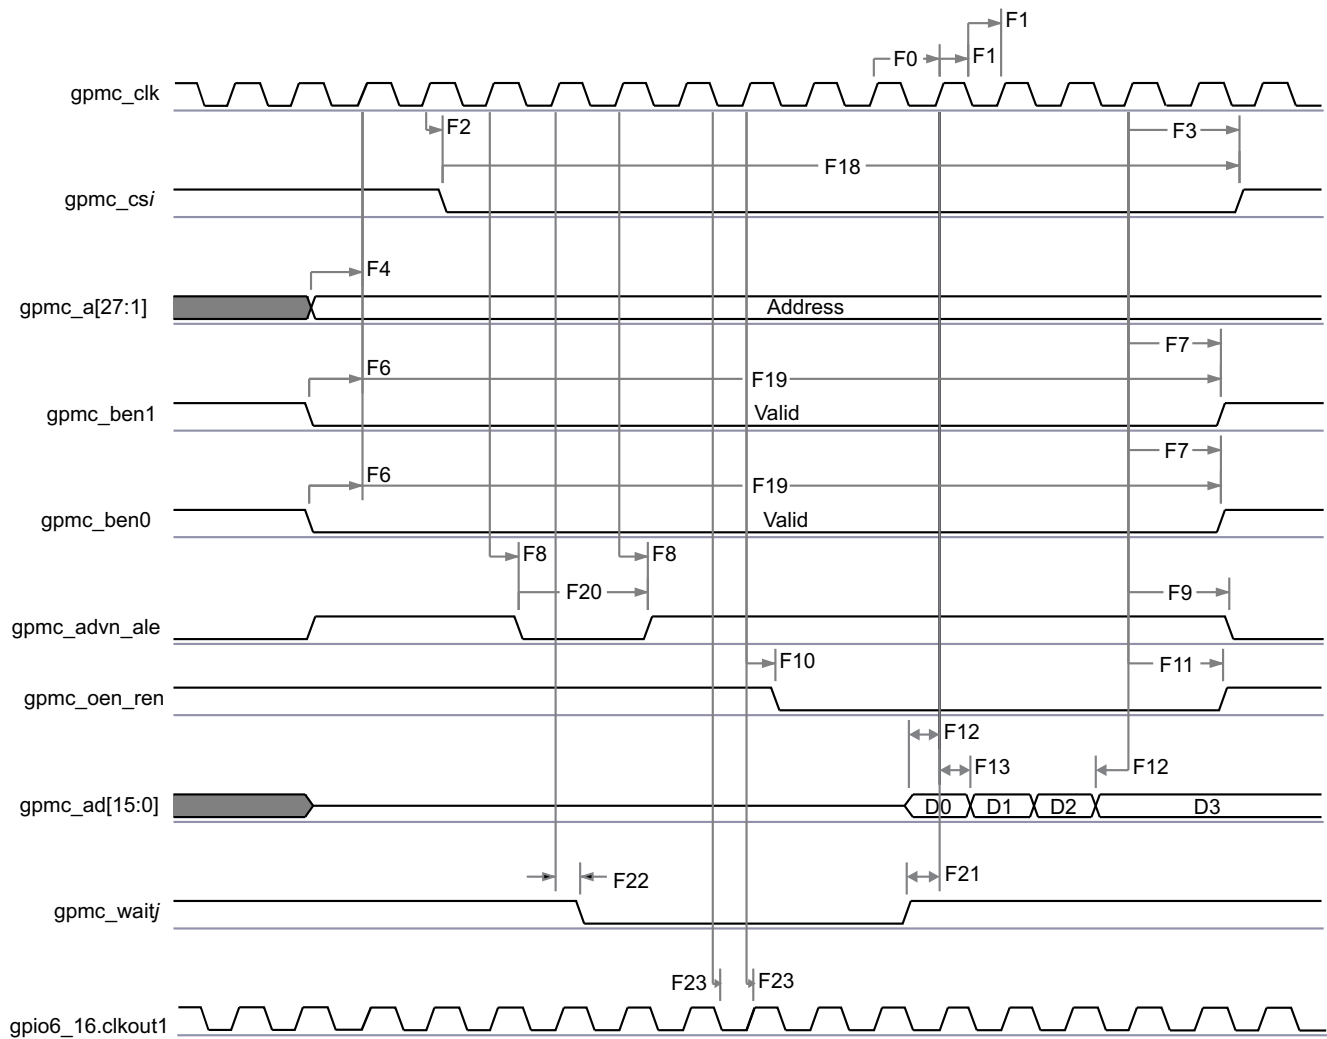 F1
F0 F1
gpmc_clk
F2 F3
F18
gpmc_csi
F4
gpmc_a[27:1] Address
F7
F6 F19
gpmc_ben1 Valid
F7
F6 F19
gpmc_ben0 Valid
F8 F8
F20 F9
gpmc_advn_ale
F10 F11
gpmc_oen_ren
F12
F13 F12
gpmc_ad[15:0] D0 D1 D2 D3
F22 F21
gpmc_waitj
F23 F23
gpio6_16.clkout1